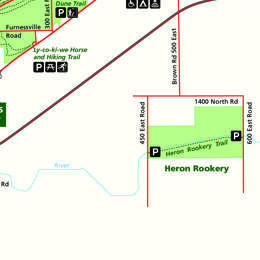 Dune Trail
P
300 East R
Furnessville
Road
Ly-co-ki-we Horse
and Hiking Trail
P
Brown Rd 500 East
S
1400 North Rd
450 East Road
600 East Road
P
Heron Rookery Trail
P
Heron Rookery
River
Rd